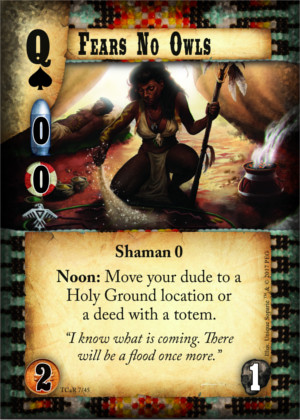 Q
Fears No Owls
0
0
Shaman 0
Noon: Move your dude to a
Holy Ground location or
a deed with a totem.
“I know what is coming. There
will be a flood once more.”
2
1